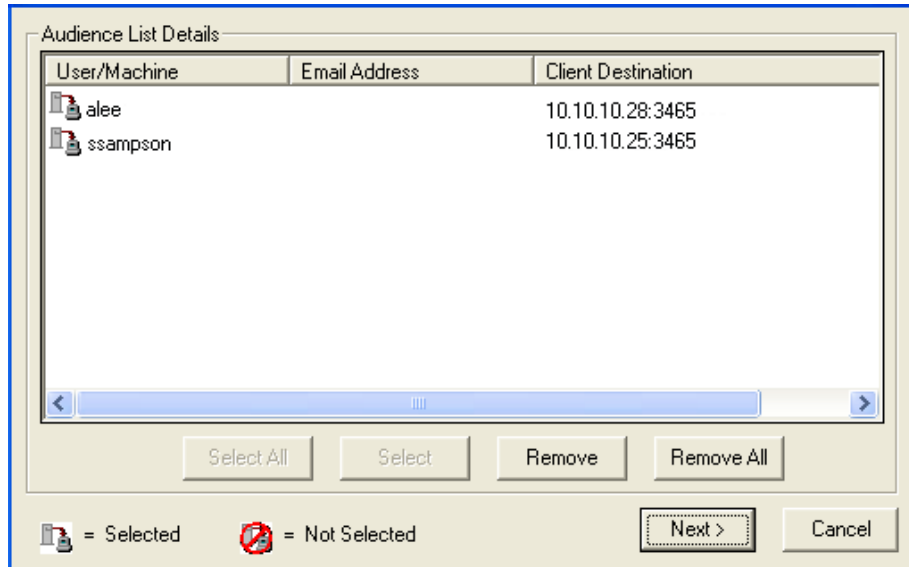 Audience List Details
User/Machine Email Address Client Destination
alee 10.10.10.28:3465
ssampson 10.10.10.25:3465
Select All Select Remove Remove All
= Selected = Not Selected Next > Cancel